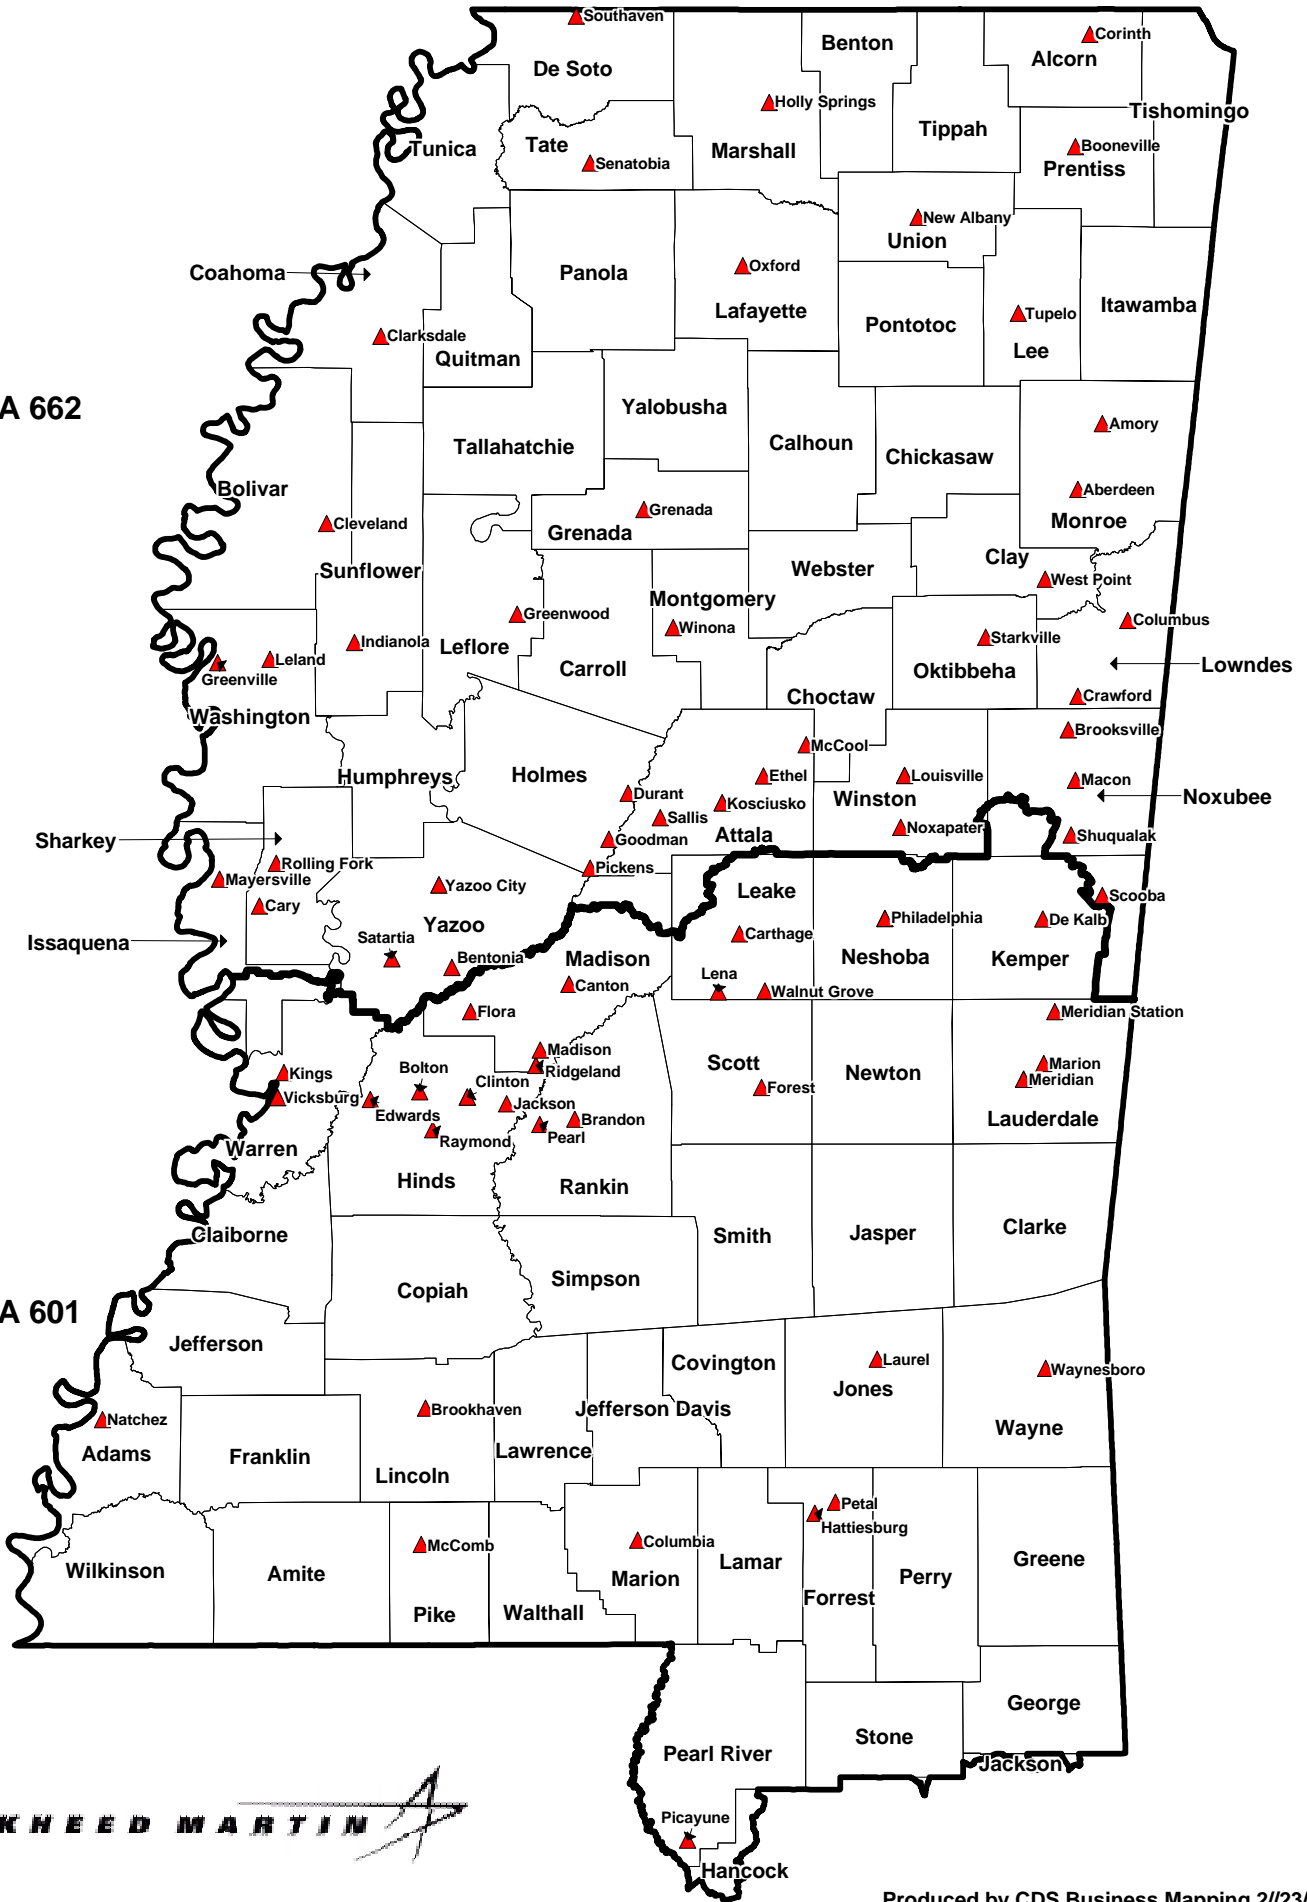 Southaven
Corinth
Benton
Alcorn
De Soto
Holly Springs
Tishomingo
Tippah
Tunica
Tate
Marshall
Booneville
Senatobia
Prentiss
New Albany
Union
Coahoma
Panola
Oxford
Itawamba
Lafayette
Tupelo
Pontotoc
Clarksdale
Lee
Quitman
A 662
Yalobusha
Amory
Tallahatchie
Calhoun
Chickasaw
Bolivar
Aberdeen
Grenada
Monroe
Cleveland
Grenada
Clay
Sunflower
Webster
West Point
Montgomery
Greenwood
Columbus
Winona
Indianola
Starkville
Leflore
Leland
Carroll
Lowndes
Oktibbeha
Greenville
Choctaw
Crawford
Washington
Brooksville
McCool
Humphreys
Holmes
Ethel
Louisville
Macon
Durant
Winston
Noxubee
Kosciusko
Sallis
Noxapater
Attala
Shuqualak
Sharkey
Goodman
Rolling Fork
Pickens
Mayersville
Yazoo City
Leake
Scooba
Cary
Philadelphia
De Kalb
Yazoo
Carthage
Issaquena
Satartia
Bentonia
Madison
Neshoba
Kemper
Lena
Canton
Walnut Grove
Flora
Meridian Station
Madison
Scott
Marion
Bolton
Ridgeland
Newton
Kings
Clinton
Meridian
Forest
Vicksburg
Jackson
Edwards
Brandon
Lauderdale
Raymond
Pearl
Warren
Hinds
Rankin
Claiborne
Smith
Jasper
Clarke
Simpson
Copiah
A 601
Jefferson
Covington
Laurel
Waynesboro
Jones
Brookhaven
Jefferson Davis
Natchez
Wayne
Adams
Franklin
Lawrence
Lincoln
Petal
Hattiesburg
McComb
Columbia
Greene
Lamar
Wilkinson
Amite
Marion
Perry
Forrest
Pike
Walthall
George
Stone
Pearl River
Jackson
Picayune
KHEED MARTIN
Hancock
Produced by CDS Business Mapping 2//23/